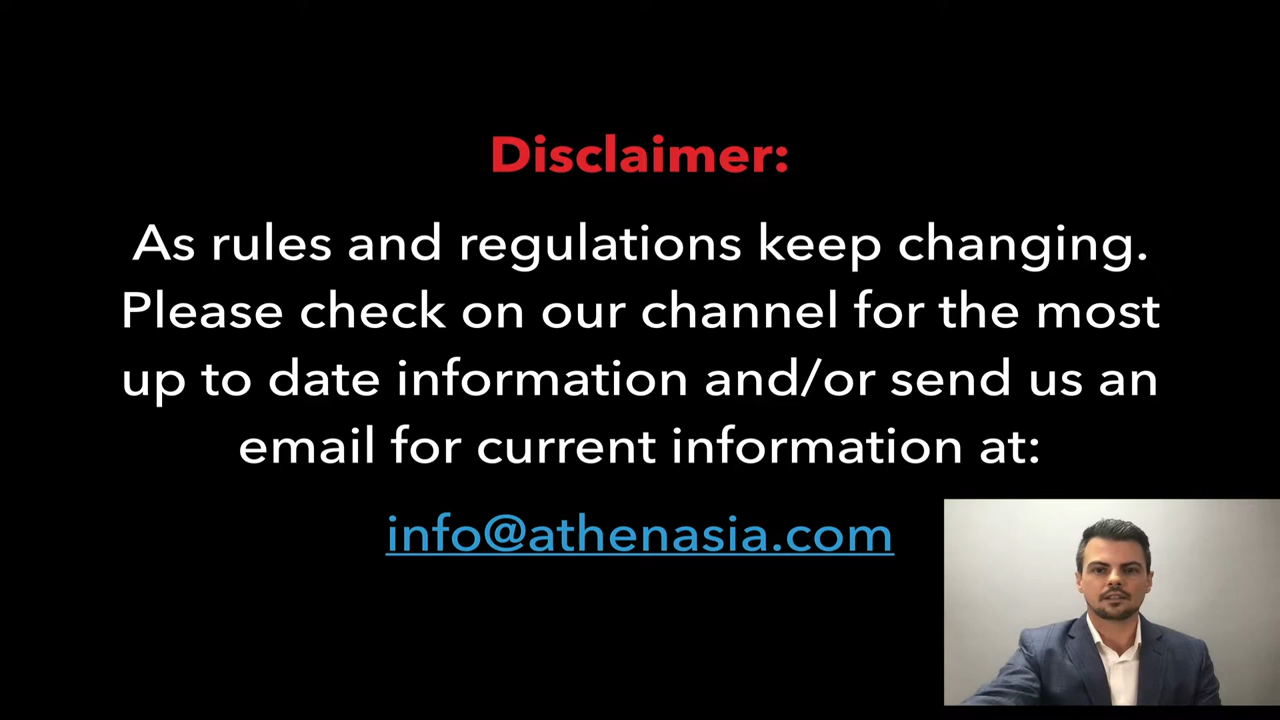 Disclaimer:
As rules and regulations keep changing.
Please check on our channel for the most
up to date information and/or send us an
email for current information at:
info@athenasia.com